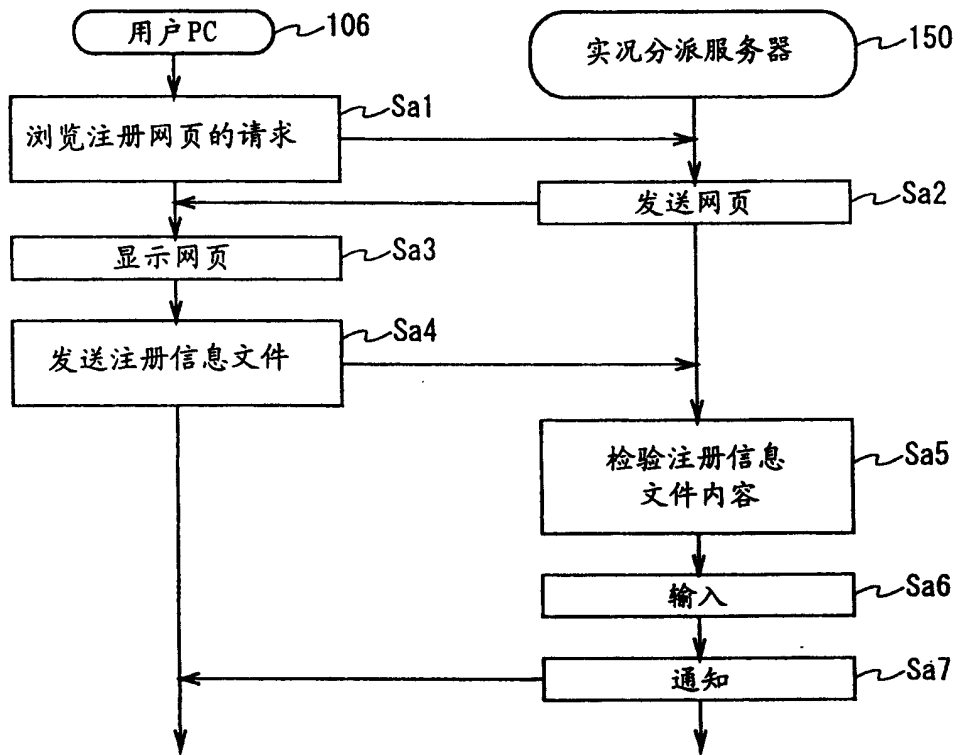 用户PC
106
实况分派服务器
150
浏览注册网页的请求
Sa1
发送网页
Sa2
显示网页
Sa3
发送注册信息文件
Sa4
检验注册信息
文件内容
Sa5
输入
Sa6
通知
Sa7